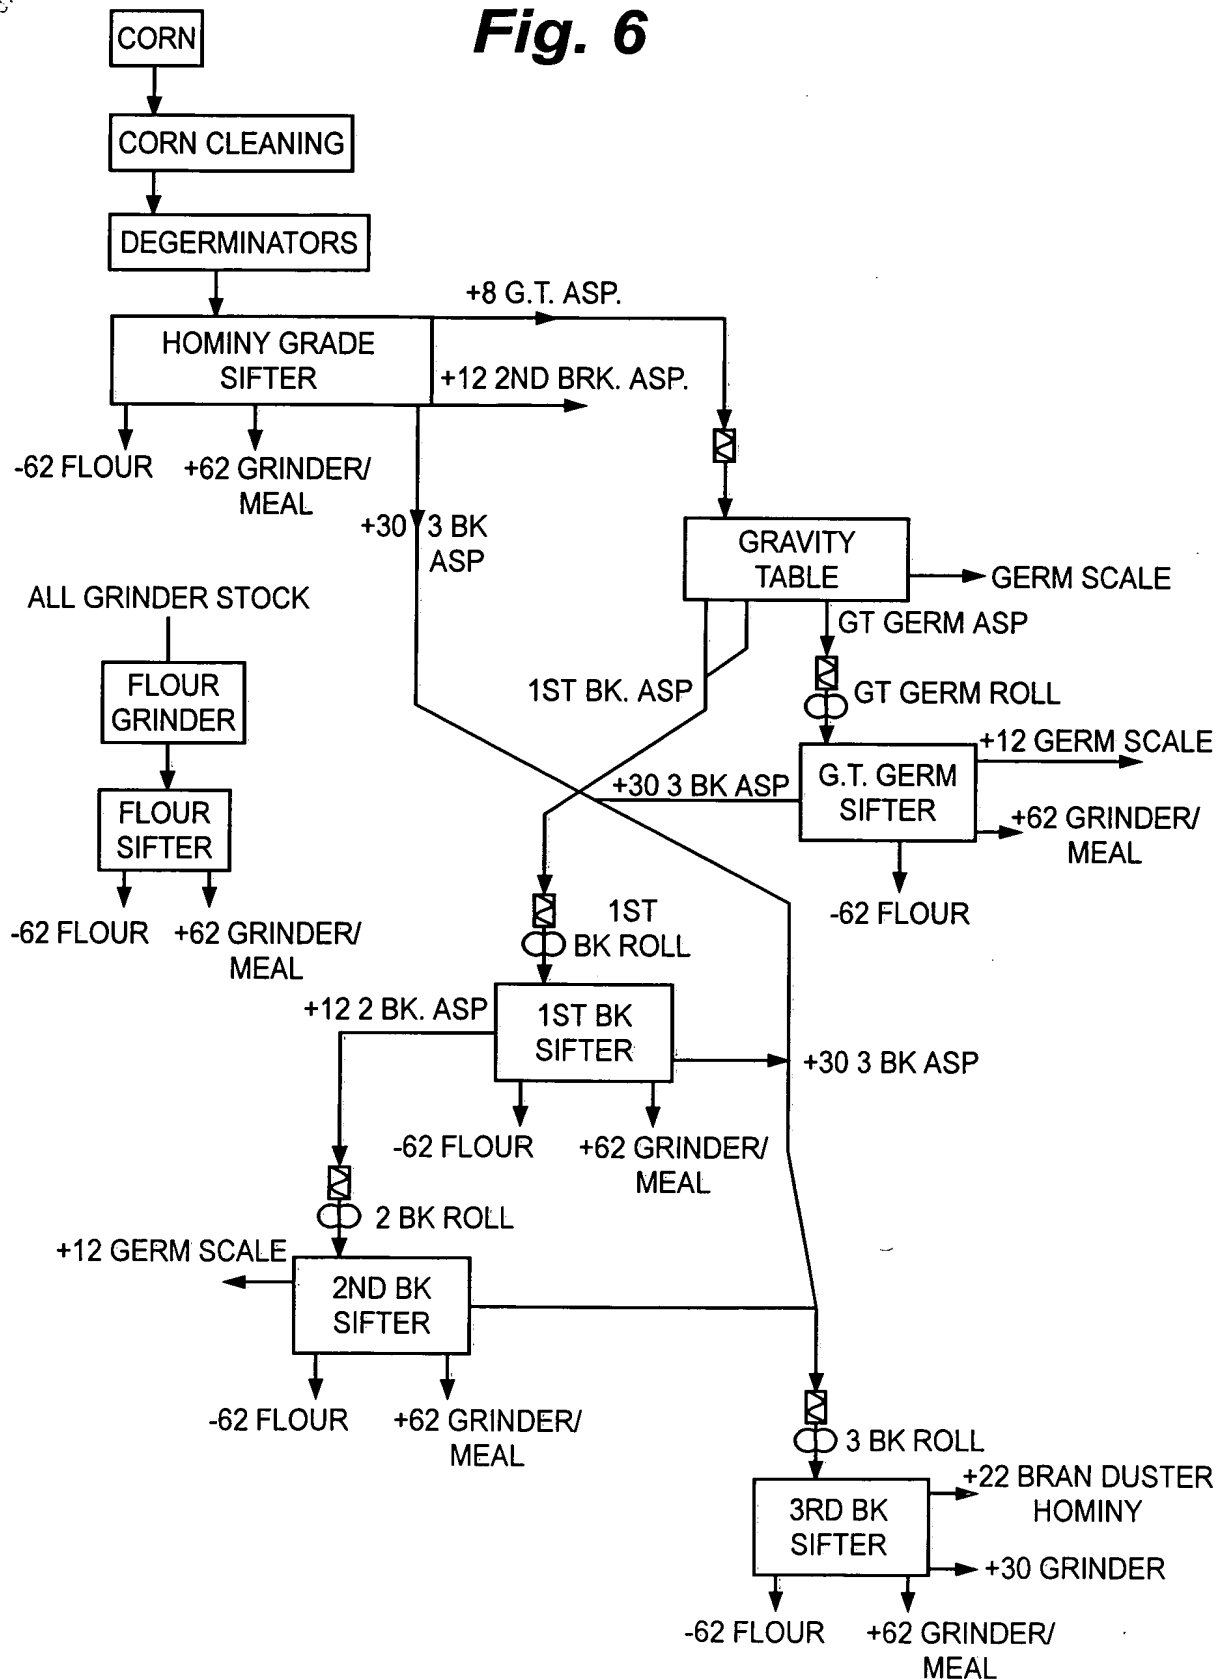 Fig. 6
CORN
CORN CLEANING
DEGERMINATORS
+8 G.T. ASP.
HOMINY GRADE
SIFTER
+12 2ND BRK. ASP.
-62 FLOUR
+62 GRINDER/
MEAL
+30 3 BK
ASP
GRAVITY
TABLE
GERM SCALE
ALL GRINDER STOCK
GT GERM ASP
FLOUR
GRINDER
1ST BK. ASP
GT GERM ROLL
+12 GERM SCALE
G.T. GERM
SIFTER
+30 3 BK ASP
FLOUR
SIFTER
+62 GRINDER/
MEAL
-62 FLOUR
-62 FLOUR
+62 GRINDER/
MEAL
1ST
BK ROLL
+12 2 BK. ASP
1ST BK
SIFTER
+30 3 BK ASP
-62 FLOUR
+62 GRINDER/
MEAL
2 BK ROLL
+12 GERM SCALE
2ND BK
SIFTER
-62 FLOUR
+62 GRINDER/
MEAL
3 BK ROLL
+22 BRAN DUSTER
HOMINY
3RD BK
SIFTER
+30 GRINDER
-62 FLOUR
+62 GRINDER/
MEAL